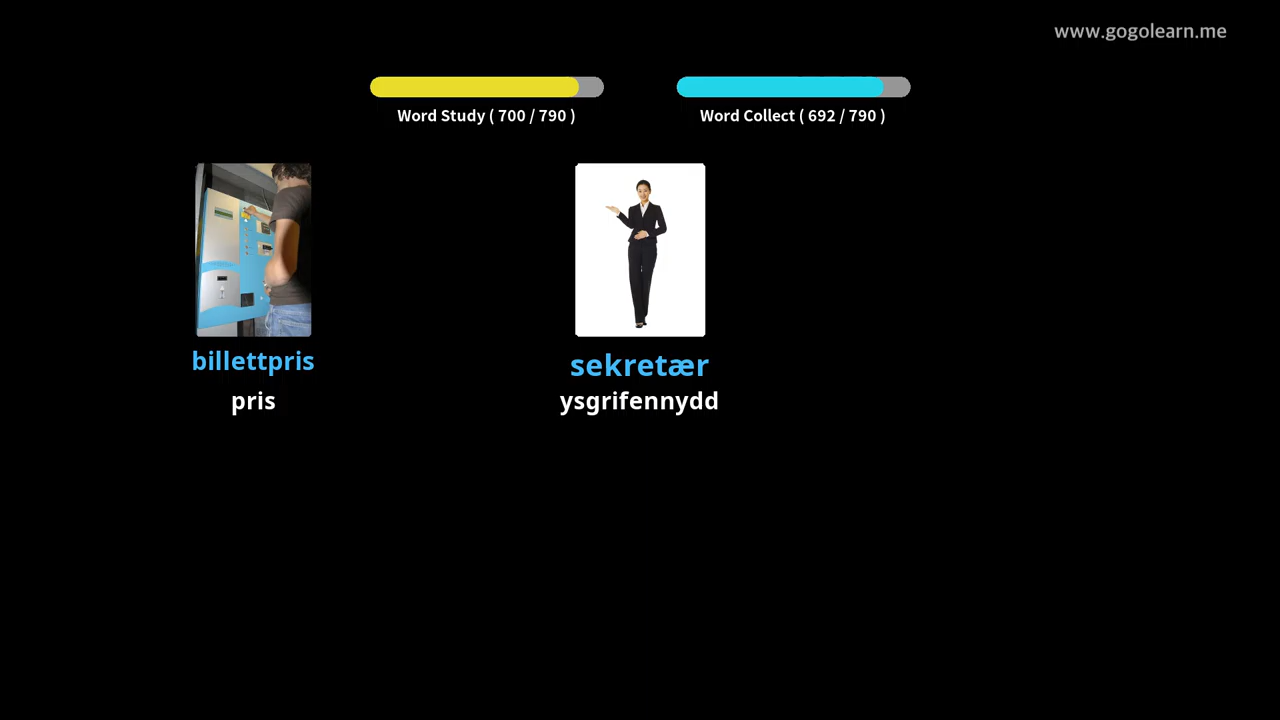 www.gogolearn.me
Word Study ( 700 / 790 )
Word Collect ( 692 / 790 )
billettpris
pris
sekretær
ysgrifennydd